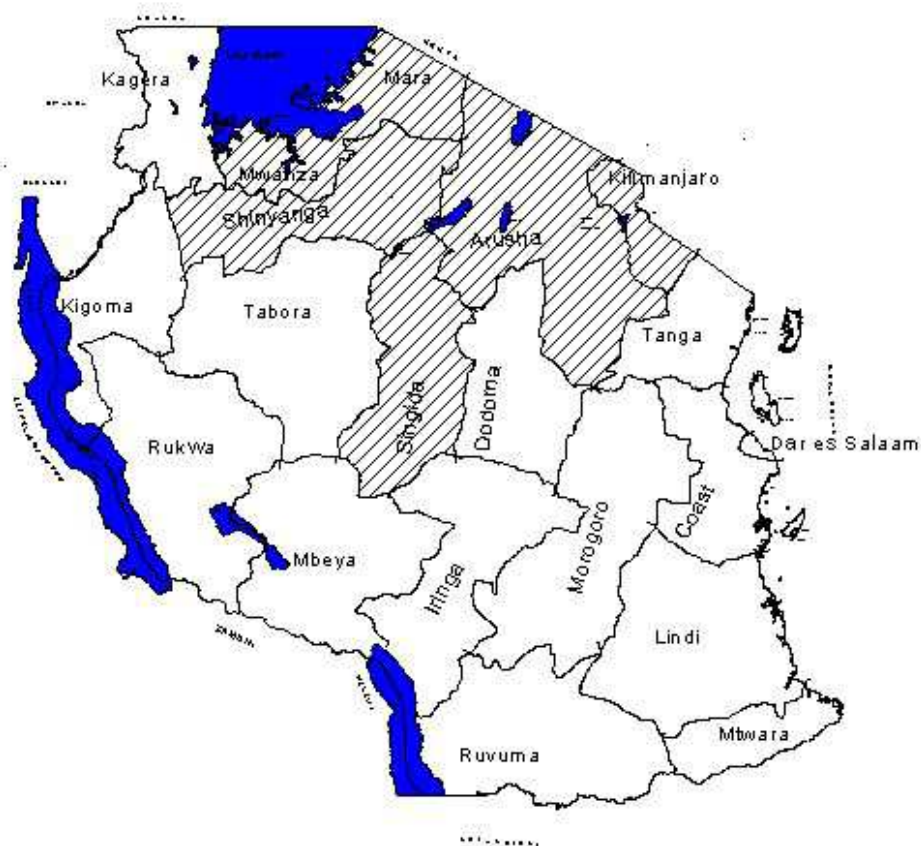 Kagera
Mara
Mwanza
Kilimanjaro
Shinyanga
Arusha
Kigoma
Tabora
Tanga
Singida
Dodoma
Dar es Salaam
RukWa
Coast
Mbeya
Iringa
Morogoro
Lindi
Ruvuma
Mtwara